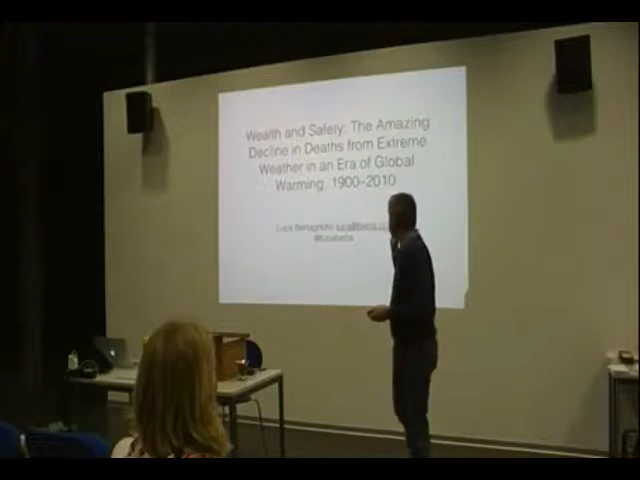 Wealth and Safety: The Amazing
Decline in Deaths from Extreme
Weather in an Era of Global
Warming, 1900–2010
Luca